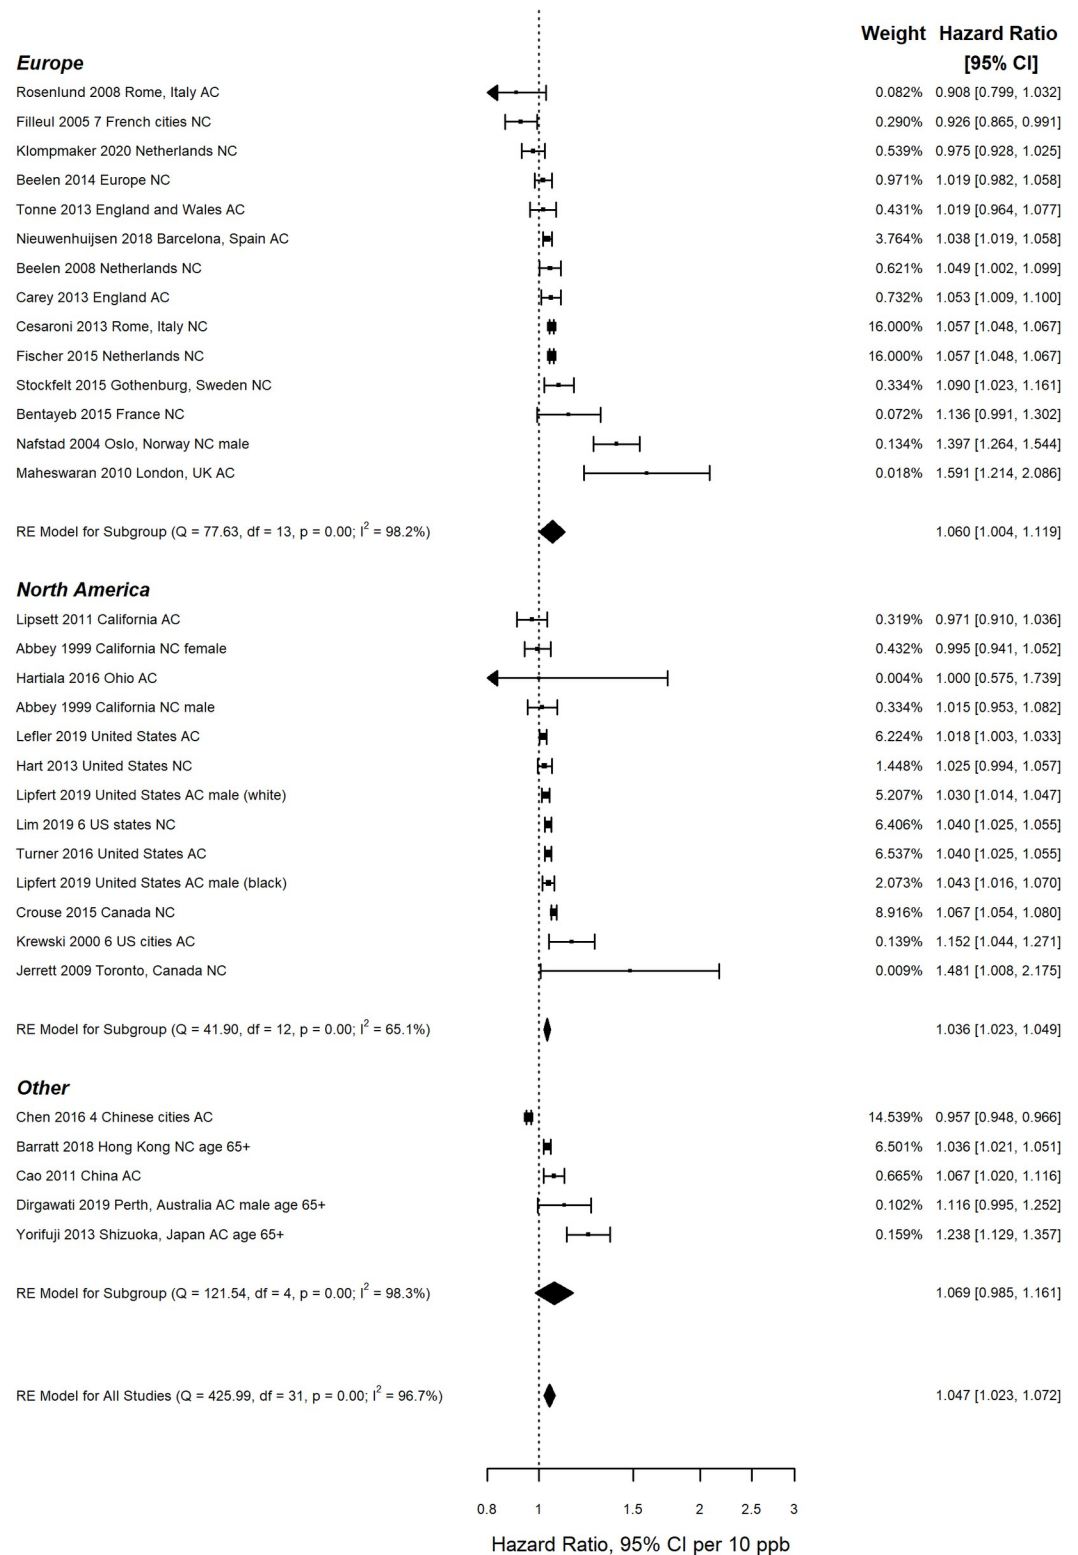 Weight Hazard Ratio
Europe [95% CI]
Rosenlund 2008 Rome, Italy AC 0.082% 0.908 [0.799, 1.032]
Filleul 2005 7 French cities NC 0.290% 0.926 [0.865, 0.991]
Klompmaker 2020 Netherlands NC 0.539% 0.975 [0.928, 1.025]
Beelen 2014 Europe NC 0.971% 1.019 [0.982, 1.058]
Tonne 2013 England and Wales AC 0.431% 1.019 [0.964, 1.077]
Nieuwenhuijsen 2018 Barcelona, Spain AC 3.764% 1.038 [1.019, 1.058]
Beelen 2008 Netherlands NC 0.621% 1.049 [1.002, 1.099]
Carey 2013 England AC 0.732% 1.053 [1.009, 1.100]
Cesaroni 2013 Rome, Italy NC 16.000% 1.057 [1.048, 1.067]
Fischer 2015 Netherlands NC 16.000% 1.057 [1.048, 1.067]
Stockfelt 2015 Gothenburg, Sweden NC 0.334% 1.090 [1.023, 1.161]
Bentayeb 2015 France NC 0.072% 1.136 [0.991, 1.302]
Nafstad 2004 Oslo, Norway NC male 0.134% 1.397 [1.264, 1.544]
Maheswaran 2010 London, UK AC 0.018% 1.591 [1.214, 2.086]
RE Model for Subgroup (Q = 77.63, df = 13, p = 0.00; I² = 98.2%) 1.060 [1.004, 1.119]
North America
Lipsett 2011 California AC 0.319% 0.971 [0.910, 1.036]
Abbey 1999 California NC female 0.432% 0.995 [0.941, 1.052]
Hartiala 2016 Ohio AC 0.004% 1.000 [0.575, 1.739]
Abbey 1999 California NC male 0.334% 1.015 [0.953, 1.082]
Lefler 2019 United States AC 6.224% 1.018 [1.003, 1.033]
Hart 2013 United States NC 1.448% 1.025 [0.994, 1.057]
Lipfert 2019 United States AC male (white) 5.207% 1.030 [1.014, 1.047]
Lim 2019 6 US states NC 6.406% 1.040 [1.025, 1.055]
Turner 2016 United States AC 6.537% 1.040 [1.025, 1.055]
Lipfert 2019 United States AC male (black) 2.073% 1.043 [1.016, 1.070]
Crouse 2015 Canada NC 8.916% 1.067 [1.054, 1.080]
Krewski 2000 6 US cities AC 0.139% 1.152 [1.044, 1.271]
Jerrett 2009 Toronto, Canada NC 0.009% 1.481 [1.008, 2.175]
RE Model for Subgroup (Q = 41.90, df = 12, p = 0.00; I² = 65.1%) 1.036 [1.023, 1.049]
Other
Chen 2016 4 Chinese cities AC 14.539% 0.957 [0.948, 0.966]
Barratt 2018 Hong Kong NC age 65+ 6.501% 1.036 [1.021, 1.051]
Cao 2011 China AC 0.665% 1.067 [1.020, 1.116]
Dirgawati 2019 Perth, Australia AC male age 65+ 0.102% 1.116 [0.995, 1.252]
Yorifuji 2013 Shizuoka, Japan AC age 65+ 0.159% 1.238 [1.129, 1.357]
RE Model for Subgroup (Q = 121.54, df = 4, p = 0.00; I² = 98.3%) 1.069 [0.985, 1.161]
RE Model for All Studies (Q = 425.99, df = 31, p = 0.00; I² = 96.7%) 1.047 [1.023, 1.072]
0.8 1 1.5 2 2.5 3
Hazard Ratio, 95% CI per 10 ppb